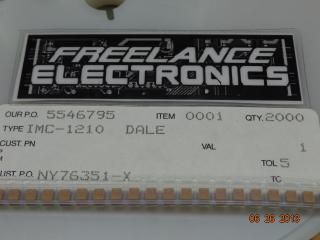 FREELANCE
ELECTRONICS
OUR P.O. 5546795 ITEM 0001 QTY. 2000
TYPE IMC-1210 DALE
CUST. PN VAL 1
TOL 5
CUST. P.O. NY76351-X TC
06 26 2013